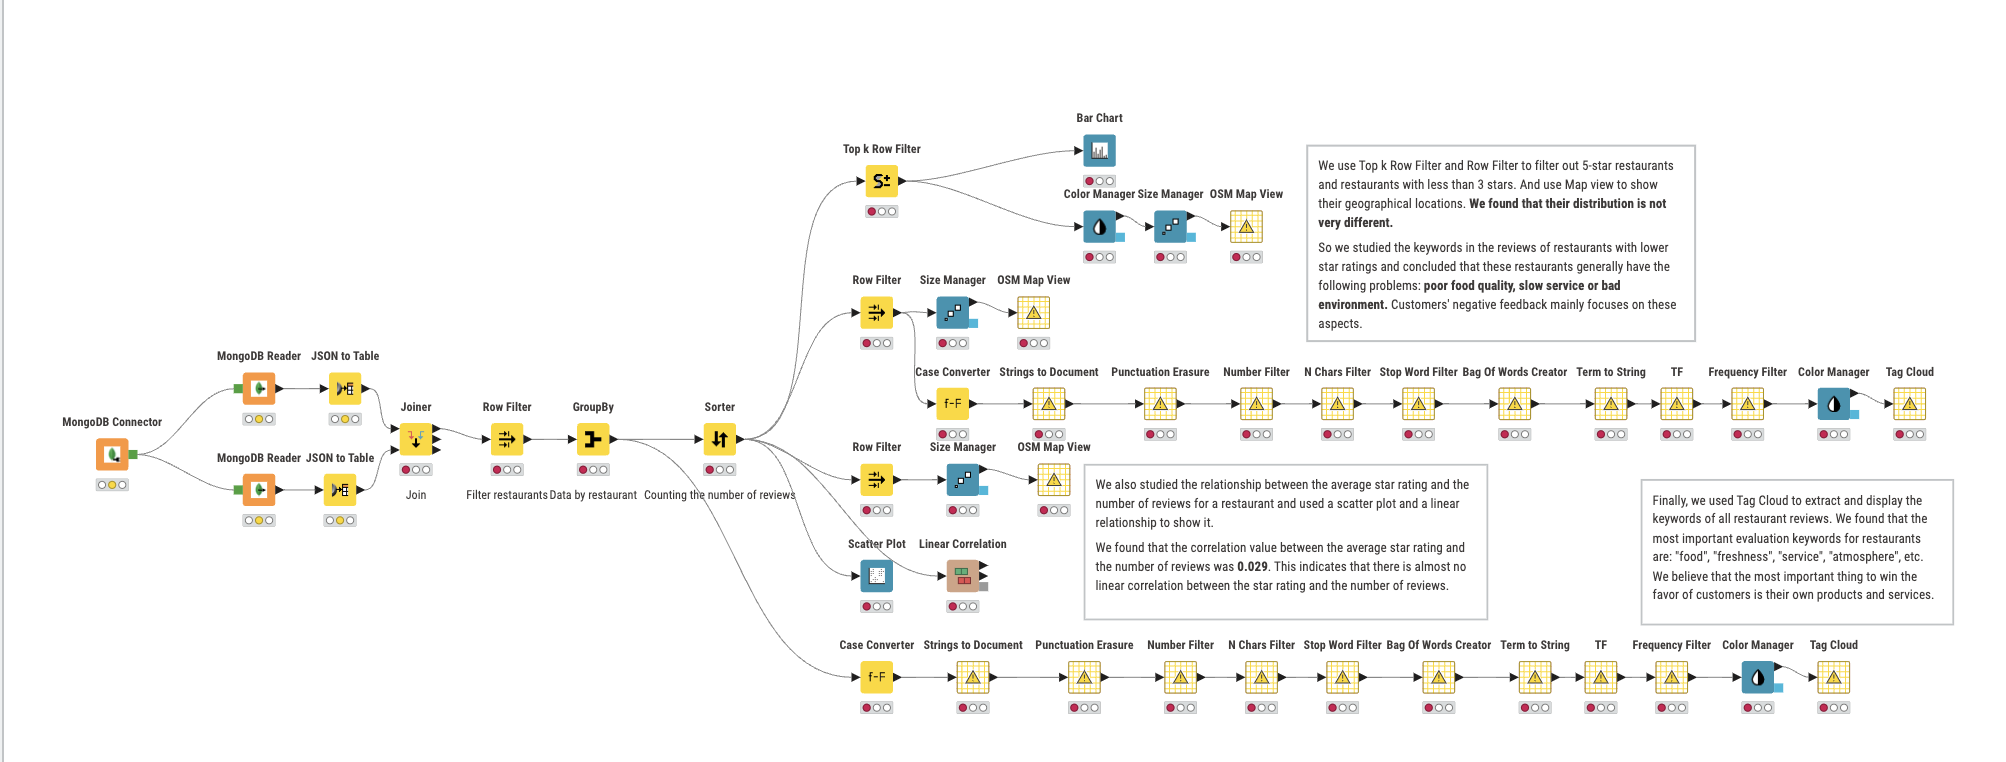 Bar Chart
Top k Row Filter
Color Manager Size Manager OSM Map View
We use Top k Row Filter and Row Filter to filter out 5-star restaurants
and restaurants with less than 3 stars. And use Map view to show
their geographical locations. We found that their distribution is not
very different.
So we studied the keywords in the reviews of restaurants with lower
star ratings and concluded that these restaurants generally have the
following problems: poor food quality, slow service or bad
environment. Customers' negative feedback mainly focuses on these
aspects.
Row Filter Size Manager OSM Map View
MongoDB Reader JSON to Table
Case Converter Strings to Document Punctuation Erasure Number Filter N Chars Filter Stop Word Filter Bag Of Words Creator Term to String TF Frequency Filter Color Manager Tag Cloud
f-F
MongoDB Connector
Joiner Row Filter GroupBy Sorter
MongoDB Reader JSON to Table
Join Filter restaurants Data by restaurant Counting the number of reviews
Row Filter Size Manager OSM Map View
We also studied the relationship between the average star rating and the
number of reviews for a restaurant and used a scatter plot and a linear
relationship to show it.
We found that the correlation value between the average star rating and
the number of reviews was 0.029. This indicates that there is almost no
linear correlation between the star rating and the number of reviews.
Finally, we used Tag Cloud to extract and display the
keywords of all restaurant reviews. We found that the
most important evaluation keywords for restaurants
are: "food", "freshness", "service", "atmosphere", etc.
We believe that the most important thing to win the
favor of customers is their own products and services.
Scatter Plot Linear Correlation
Case Converter Strings to Document Punctuation Erasure Number Filter N Chars Filter Stop Word Filter Bag Of Words Creator Term to String TF Frequency Filter Color Manager Tag Cloud
f-F